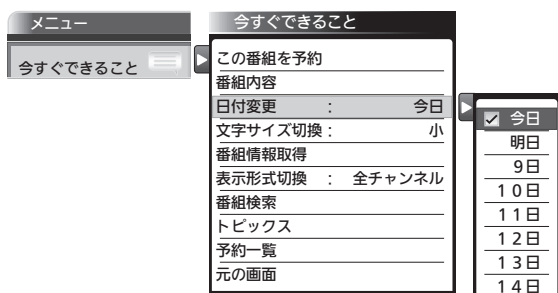 メニュー
今すぐできること
今すぐできること
この番組を予約
番組内容
日付変更 : 今日
文字サイズ切換 : 小
番組情報取得
表示形式切換 : 全チャンネル
番組検索
トピックス
予約一覧
元の画面
今日
明日
9日
10日
11日
12日
13日
14日